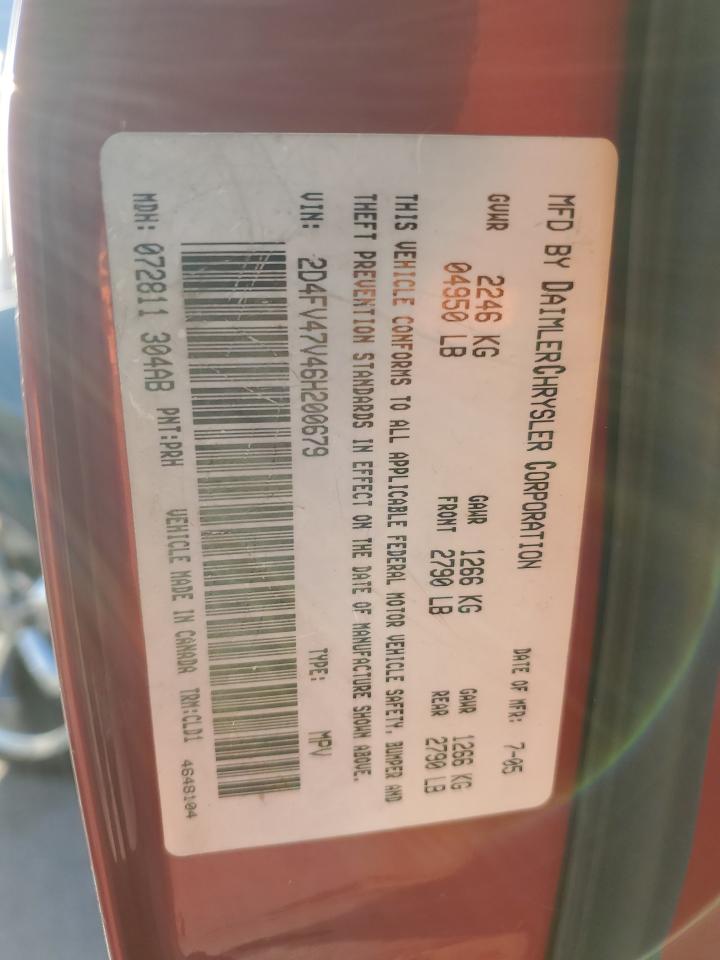 MFD BY DAIMLERCHRYSLER CORPORATION
DATE OF MFR: 7-05
GVWR 2246 KG GAWR 1266 KG GAWR 1266 KG
04950 LB FRONT 2790 LB REAR 2790 LB
THIS VEHICLE CONFORMS TO ALL APPLICABLE FEDERAL MOTOR VEHICLE SAFETY, BUMPER AND
THEFT PREVENTION STANDARDS IN EFFECT ON THE DATE OF MANUFACTURE SHOWN ABOVE.
VIN: 2D4FV47V46H200679 TYPE: MPV
MDH: 072811 304AB PNT:PRH VEHICLE MADE IN CANADA TRM:CLD1
4648104